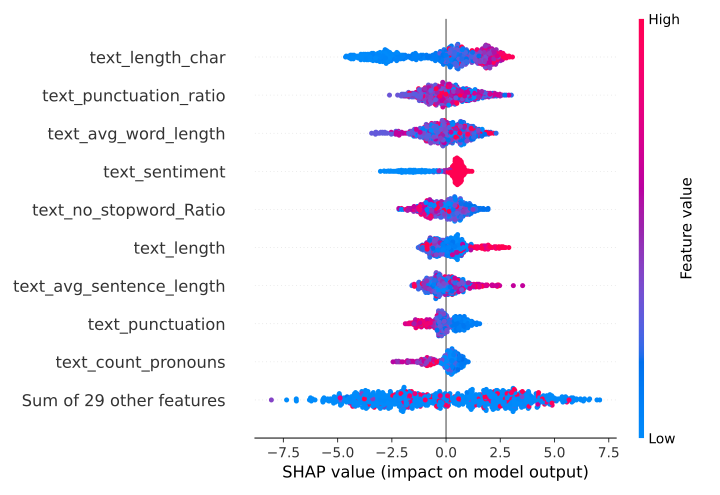 High
text_length_char
text_punctuation_ratio
text_avg_word_length
text_sentiment
text_no_stopword_Ratio
text_length
text_avg_sentence_length
text_punctuation
text_count_pronouns
Sum of 29 other features
Feature value
Low
−7.5 −5.0 −2.5 0.0 2.5 5.0 7.5
SHAP value (impact on model output)